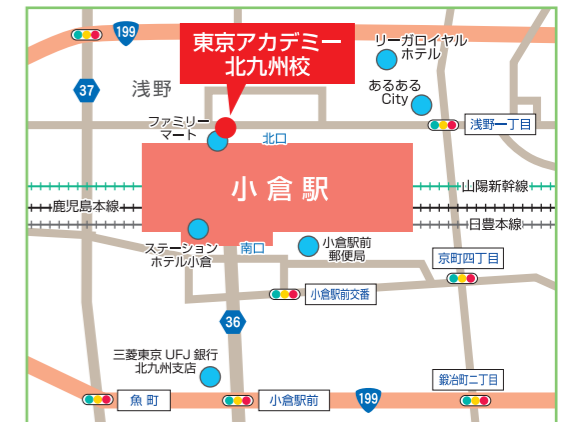 199
東京アカデミー
北九州校
リーガロイヤル
ホテル
37
浅野
あるある
City
ファミリー
マート
北口
浅野一丁目
小倉駅
山陽新幹線
鹿児島本線
日豊本線
ステーション
ホテル小倉
南口
小倉駅前
郵便局
京町四丁目
小倉駅前交番
36
三菱東京UFJ銀行
北九州支店
鍛冶町二丁目
魚町
小倉駅前
199